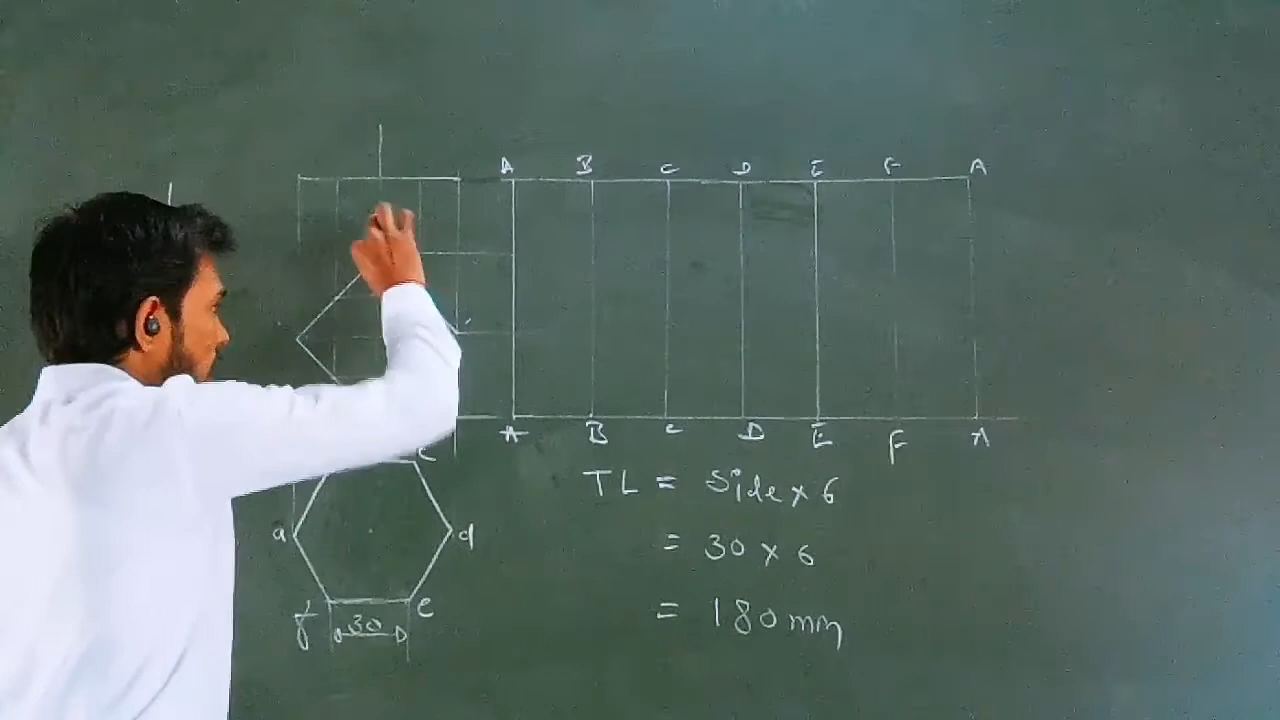 A B C D E F A
A B C D E F A
TL = Side × 6
= 30 × 6
= 180 mm
c
a d
f e
30